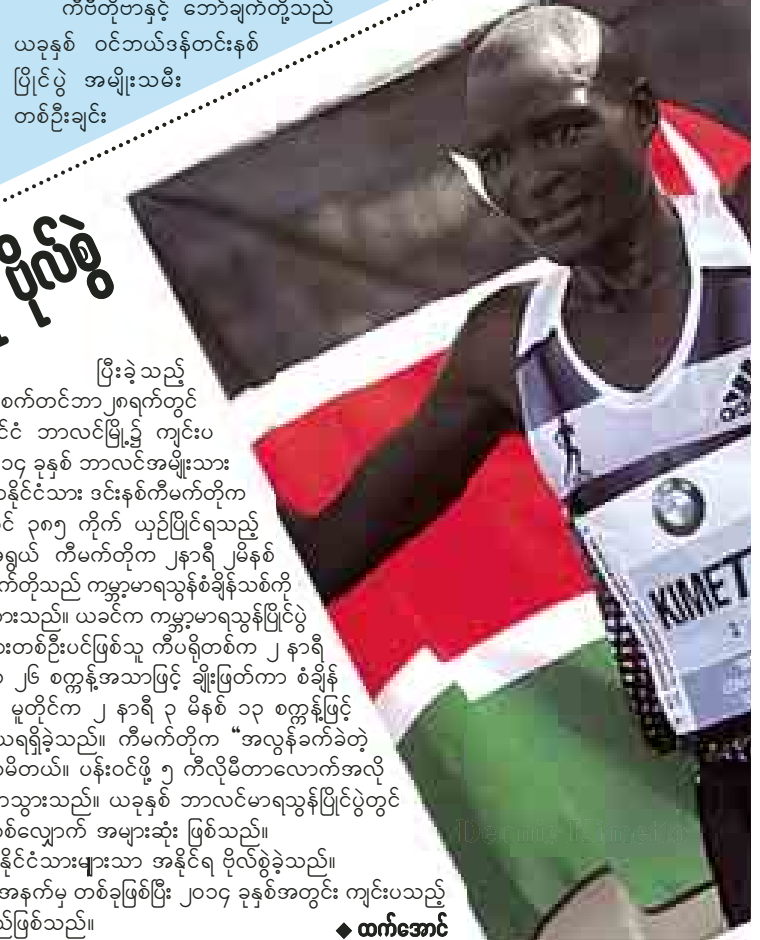 ကီဗီတိုဗာနှင့် ဘော်ချက်တို့သည်
ယခုနှစ် ဝင်ဘယ်ဒန်တင်းနစ်
ပြိုင်ပွဲ အမျိုးသမီး
တစ်ဦးချင်း
ဗိုလ်စွဲ
ပြီးခဲ့သည့်
စက်တင်ဘာ၂၈ရက်တွင်
ဘာလင်မြို့၌ ကျင်းပ
၁၄ ခုနှစ် ဘာလင်အမျိုးသား
နိုင်ငံသား ဒင်းနစ်ကီမက်တိုက
၃၈၅ ကိုက် ယှဉ်ပြိုင်ရသည့်
ကီမက်တိုက ၂နာရီ ၂မိနစ်
က်တိုသည် ကမ္ဘာ့မာရသွန်စံချိန်သစ်ကို
ားသည်။ ယခင်က ကမ္ဘာ့မာရသွန်ပြိုင်ပွဲ
ားတစ်ဦးပင်ဖြစ်သူ ကီပရိုတစ်က ၂ နာရီ
၂၆ စက္ကန့်အသာဖြင့် ချိုးဖြတ်ကာ စံချိန်
မူတိုင်က ၂ နာရီ ၃ မိနစ် ၁၃ စက္ကန့်ဖြင့်
ရရှိခဲ့သည်။ ကီမက်တိုက “အလွန်ခက်ခဲတဲ့
မိတယ်။ ပန်းဝင်ဖို့ ၅ ကီလိုမီတာလောက်အလို
သွားသည်။ ယခုနှစ် ဘာလင်မာရသွန်ပြိုင်ပွဲတွင်
စ်လျှောက် အများဆုံး ဖြစ်သည်။
နိုင်ငံသားများသာ အနိုင်ရ ဗိုလ်စွဲခဲ့သည်။
အနက်မှ တစ်ခုဖြစ်ပြီး ၂၀၁၄ ခုနှစ်အတွင်း ကျင်းပသည့်
ည်ဖြစ်သည်။
◆ ထက်အောင်
KIMET
Dennis Kimetto